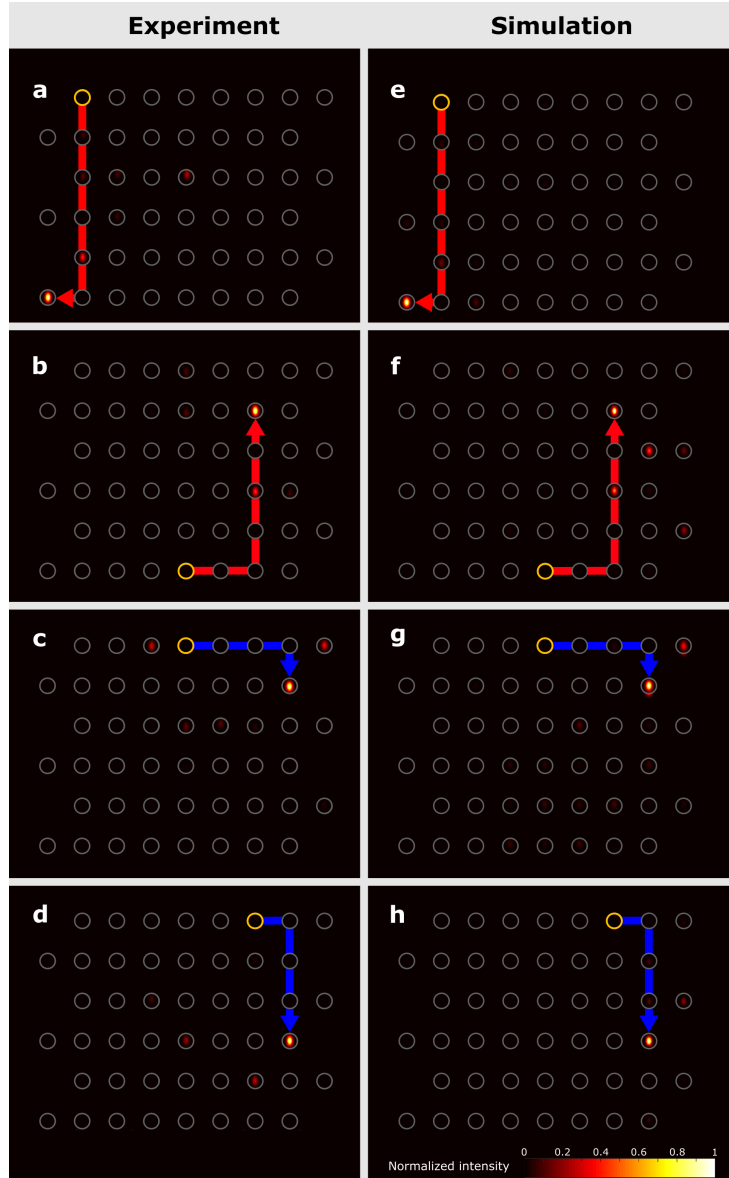 Experiment
Simulation
a
e
b
f
c
g
d
h
Normalized intensity
0 0.2 0.4 0.6 0.8 1